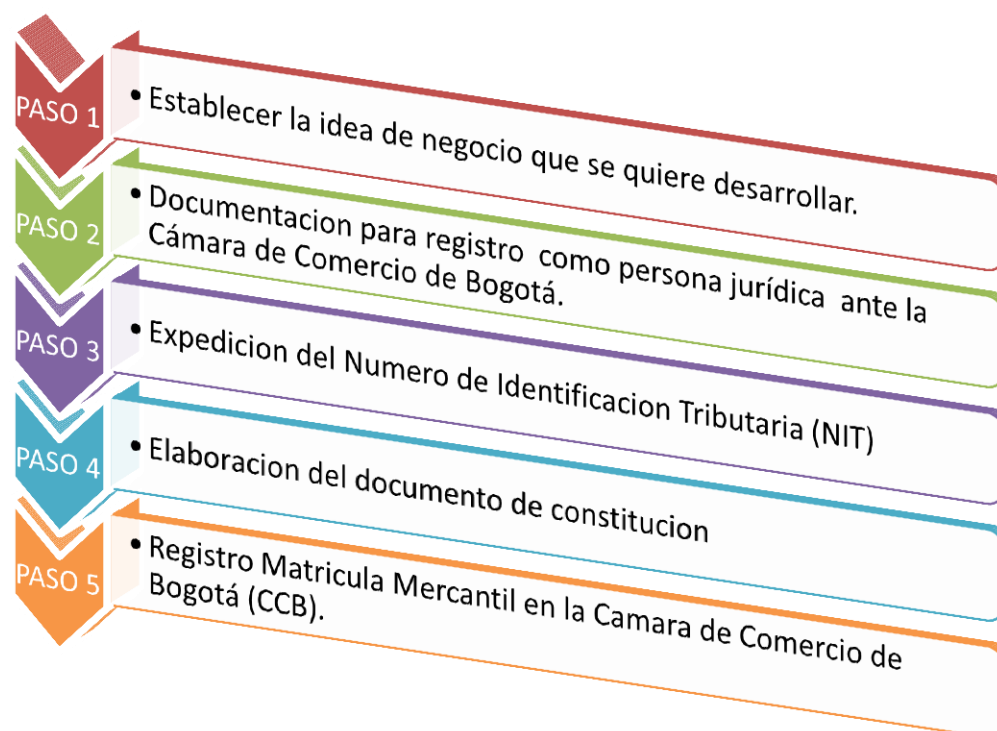 PASO 1
• Establecer la idea de negocio que se quiere desarrollar.
PASO 2
• Documentacion para registro  como persona jurídica  ante la
Cámara de Comercio de Bogotá.
PASO 3
• Expedicion del Numero de Identificacion Tributaria (NIT)
PASO 4
• Elaboracion del documento de constitucion
PASO 5
• Registro Matricula Mercantil en la Camara de Comercio de
Bogotá (CCB).